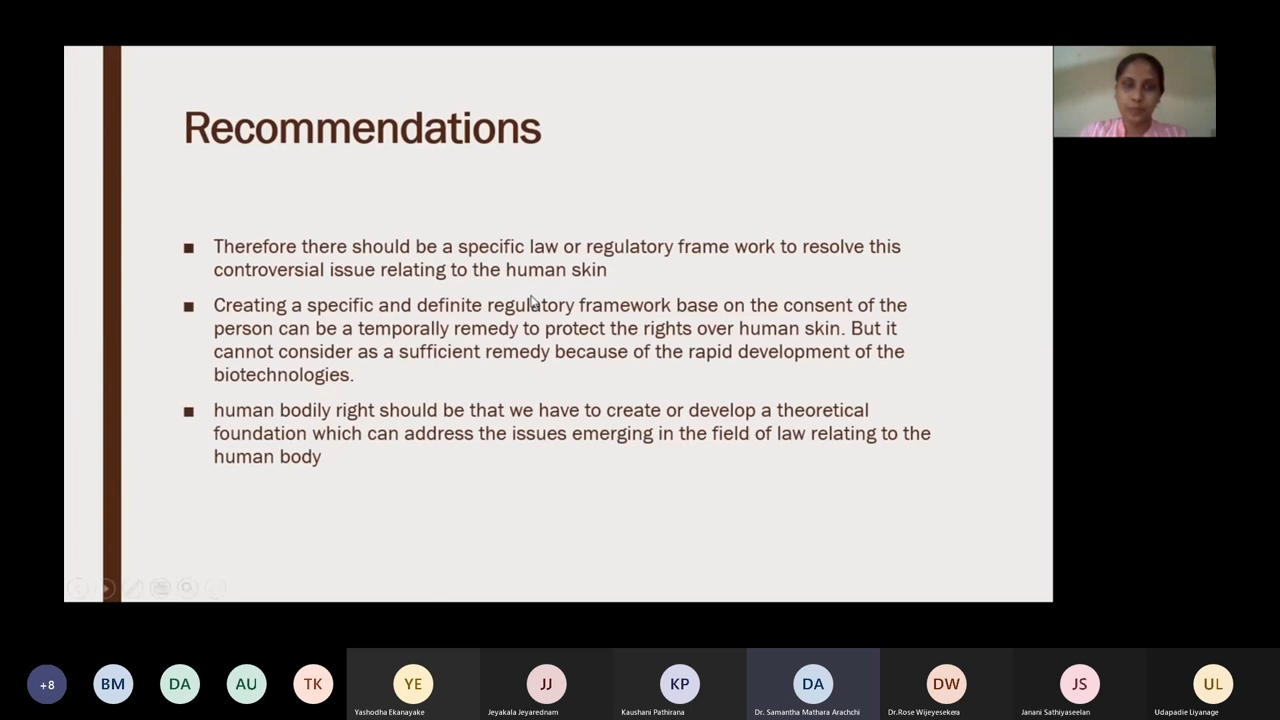 Recommendations
Therefore there should be a specific law or regulatory frame work to resolve this
controversial issue relating to the human skin
Creating a specific and definite regulatory framework base on the consent of the
person can be a temporally remedy to protect the rights over human skin. But it
cannot consider as a sufficient remedy because of the rapid development of the
biotechnologies.
human bodily right should be that we have to create or develop a theoretical
foundation which can address the issues emerging in the field of law relating to the
human body
+8
BM
DA
AU
TK
YE
JJ
KP
DA
DW
JS
UL
Yashodha Ekanayake
Jeyakala Jeyarednam
Kaushani Pathirana
Dr. Samantha Mathara Arachchi
Dr.Rose Wijeyesekera
Janani Sathiyaseelan
Udapadie Liyanage